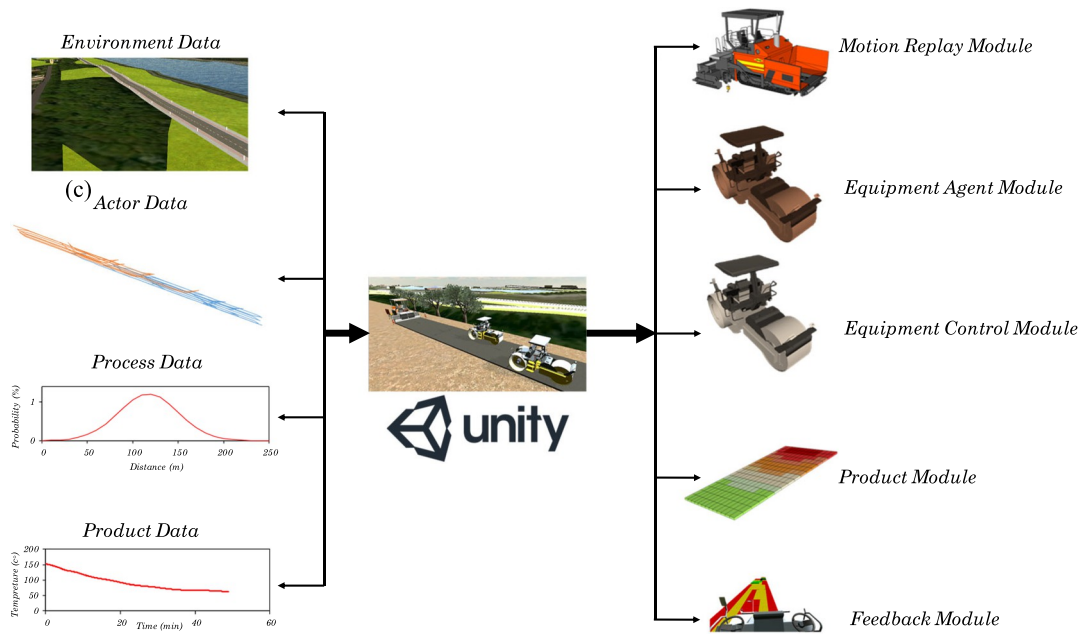 Environment Data
(c)
Actor Data
Process Data
Probability (%)
1
0
0 50 100 150 200 250
Distance (m)
Product Data
Tempreture (c°)
200
150
100
50
0
0 20 40 60
Time (min)
unity
Motion Replay Module
Equipment Agent Module
Equipment Control Module
Product Module
Feedback Module